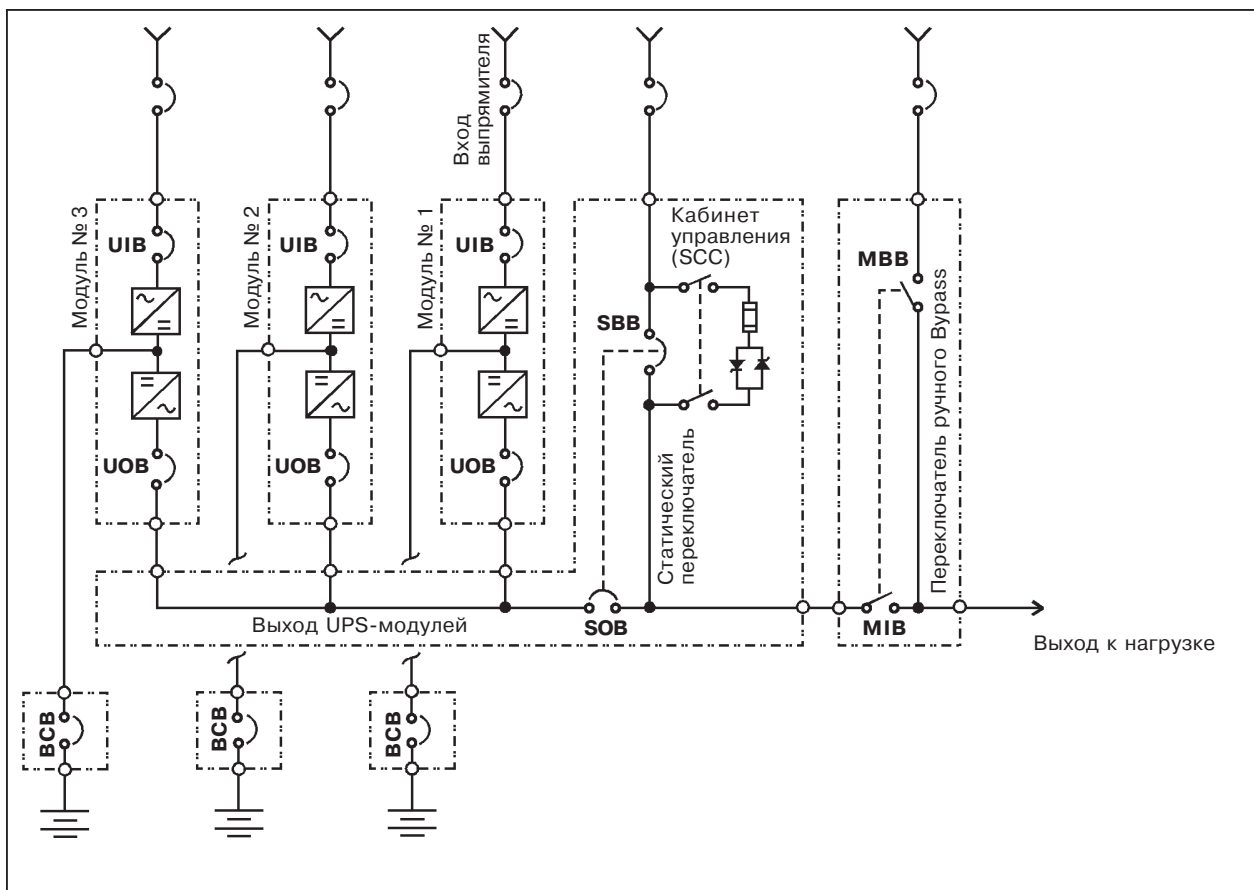 Модуль № 3
Модуль № 2
Модуль № 1
Вход
выпрямителя
UIB
UIB
UIB
UOB
UOB
UOB
Кабинет
управления
(SCC)
SBB
Статический
переключатель
MBB
Переключатель ручного Bypass
Выход UPS-модулей
SOB
MIB
Выход к нагрузке
BCB
BCB
BCB